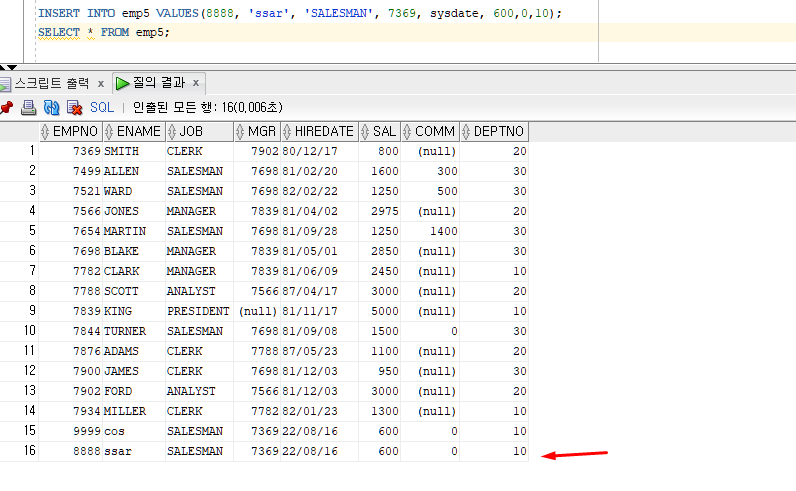 INSERT INTO emp5 VALUES(8888, 'ssar', 'SALESMAN', 7369, sysdate, 600,0,10);
SELECT * FROM emp5;
스크립트 출력 x 질의 결과 x
SQL | 인출된 모든 행: 16(0,006초)
EMPNO ENAME JOB MGR HIREDATE SAL COMM DEPTNO
1 7369 SMITH CLERK 7902 80/12/17 800 (null) 20
2 7499 ALLEN SALESMAN 7698 81/02/20 1600 300 30
3 7521 WARD SALESMAN 7698 82/02/22 1250 500 30
4 7566 JONES MANAGER 7839 81/04/02 2975 (null) 20
5 7654 MARTIN SALESMAN 7698 81/09/28 1250 1400 30
6 7698 BLAKE MANAGER 7839 81/05/01 2850 (null) 30
7 7782 CLARK MANAGER 7839 81/06/09 2450 (null) 10
8 7788 SCOTT ANALYST 7566 87/04/17 3000 (null) 20
9 7839 KING PRESIDENT (null) 81/11/17 5000 (null) 10
10 7844 TURNER SALESMAN 7698 81/09/08 1500 0 30
11 7876 ADAMS CLERK 7788 87/05/23 1100 (null) 20
12 7900 JAMES CLERK 7698 81/12/03 950 (null) 30
13 7902 FORD ANALYST 7566 81/12/03 3000 (null) 20
14 7934 MILLER CLERK 7782 82/01/23 1300 (null) 10
15 9999 cos SALESMAN 7369 22/08/16 600 0 10
16 8888 ssar SALESMAN 7369 22/08/16 600 0 10